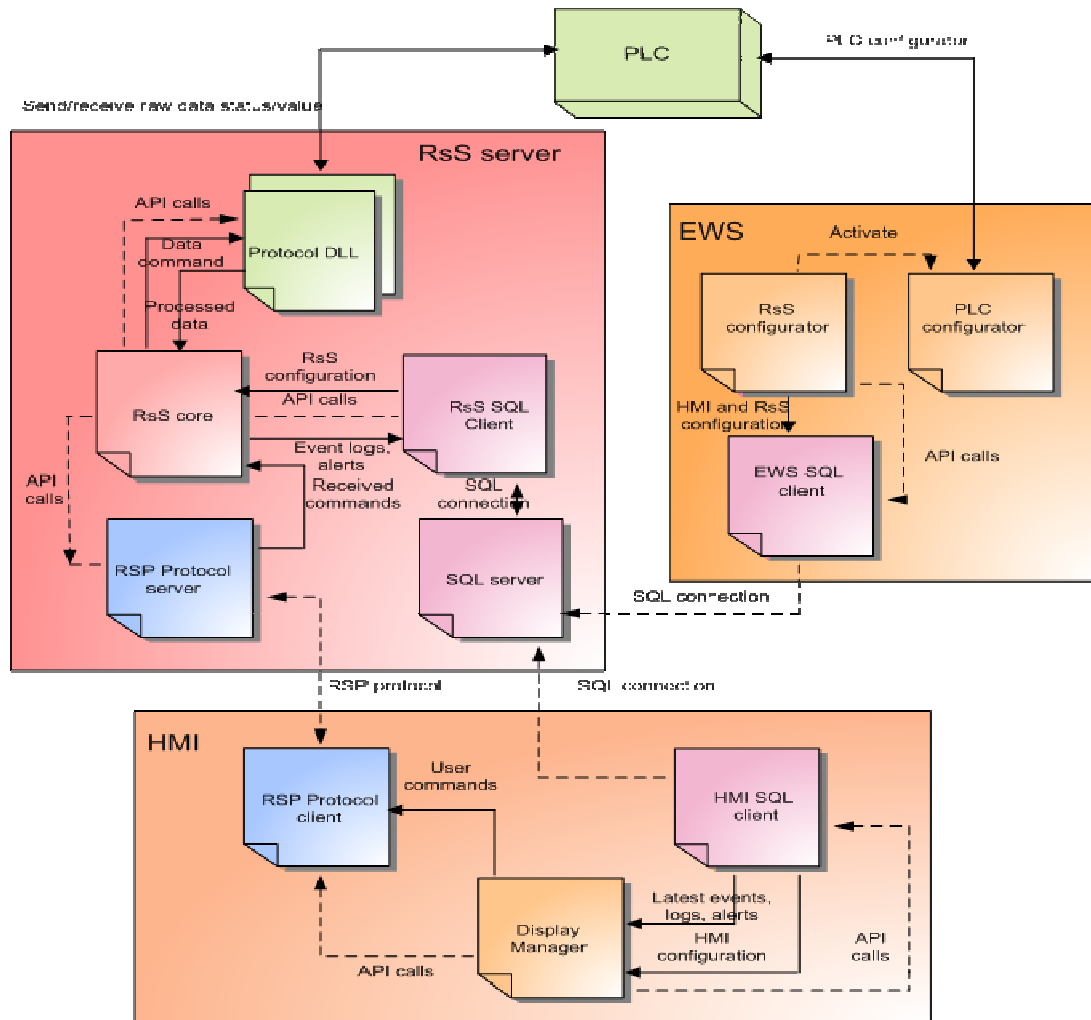 PLC configurator
PLC
Send/receive raw data status/value
RsS server
API calls
Data
command
Protocol DLL
Processed
data
RsS
configuration
API calls
RsS core
RsS SQL
Client
Event logs,
alerts
Received
commands
API
calls
SQL
connection
RSP Protocol
server
SQL server
EWS
Activate
RsS
configurator
PLC
configurator
HMI and RsS
configuration
API calls
EWS SQL
client
SQL connection
RSP protocol
SQL connection
HMI
User
commands
RSP Protocol
client
HMI SQL
client
Latest events,
logs, alerts
Display
Manager
HMI
configuration
API
calls
API calls